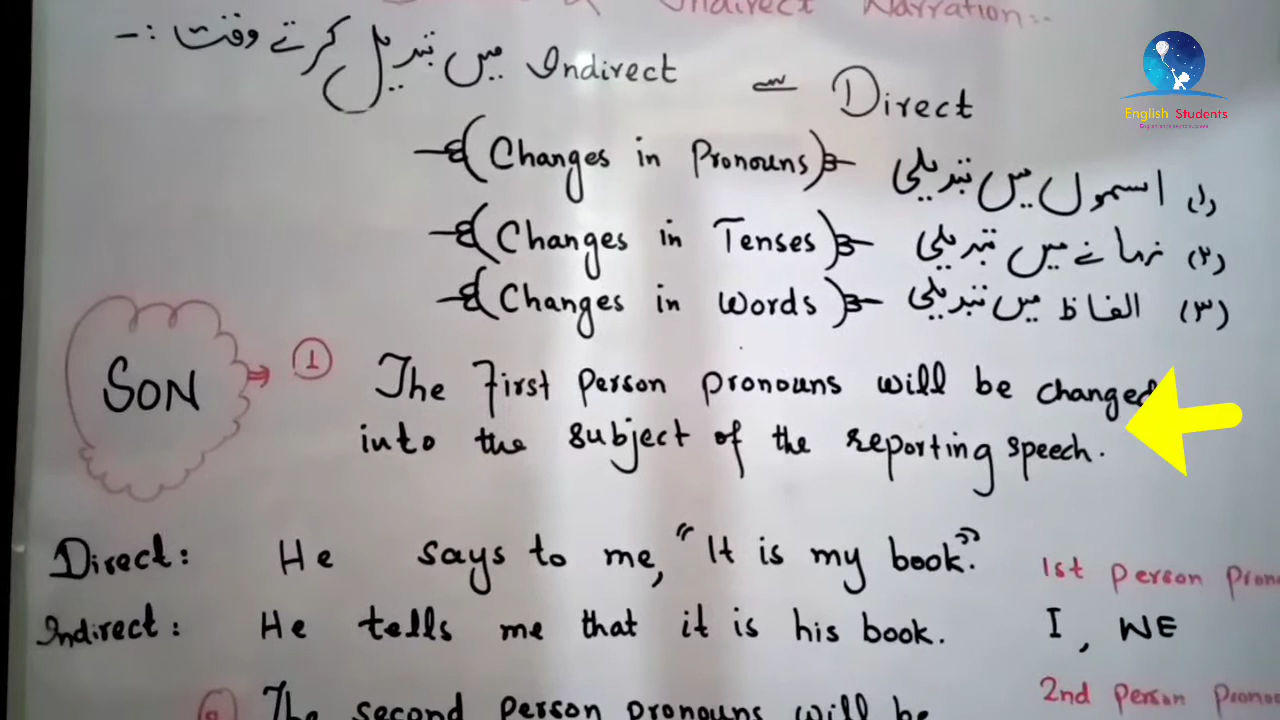 Indirect Narration:-
Direct سے Indirect میں تبدیل کرتے وقت :-
(۱) اسموں میں تبدیلی (Changes in Pronouns)
(۲) زمانے میں تبدیلی (Changes in Tenses)
(۳) الفاظ میں تبدیلی (Changes in Words)
SON
① The First person pronouns will be changed
into the subject of the reporting speech.
Direct: He says to me, "It is my book."
Indirect: He tells me that it is his book.
The second person pronouns will be
1st person
I, WE
2nd person
English Students